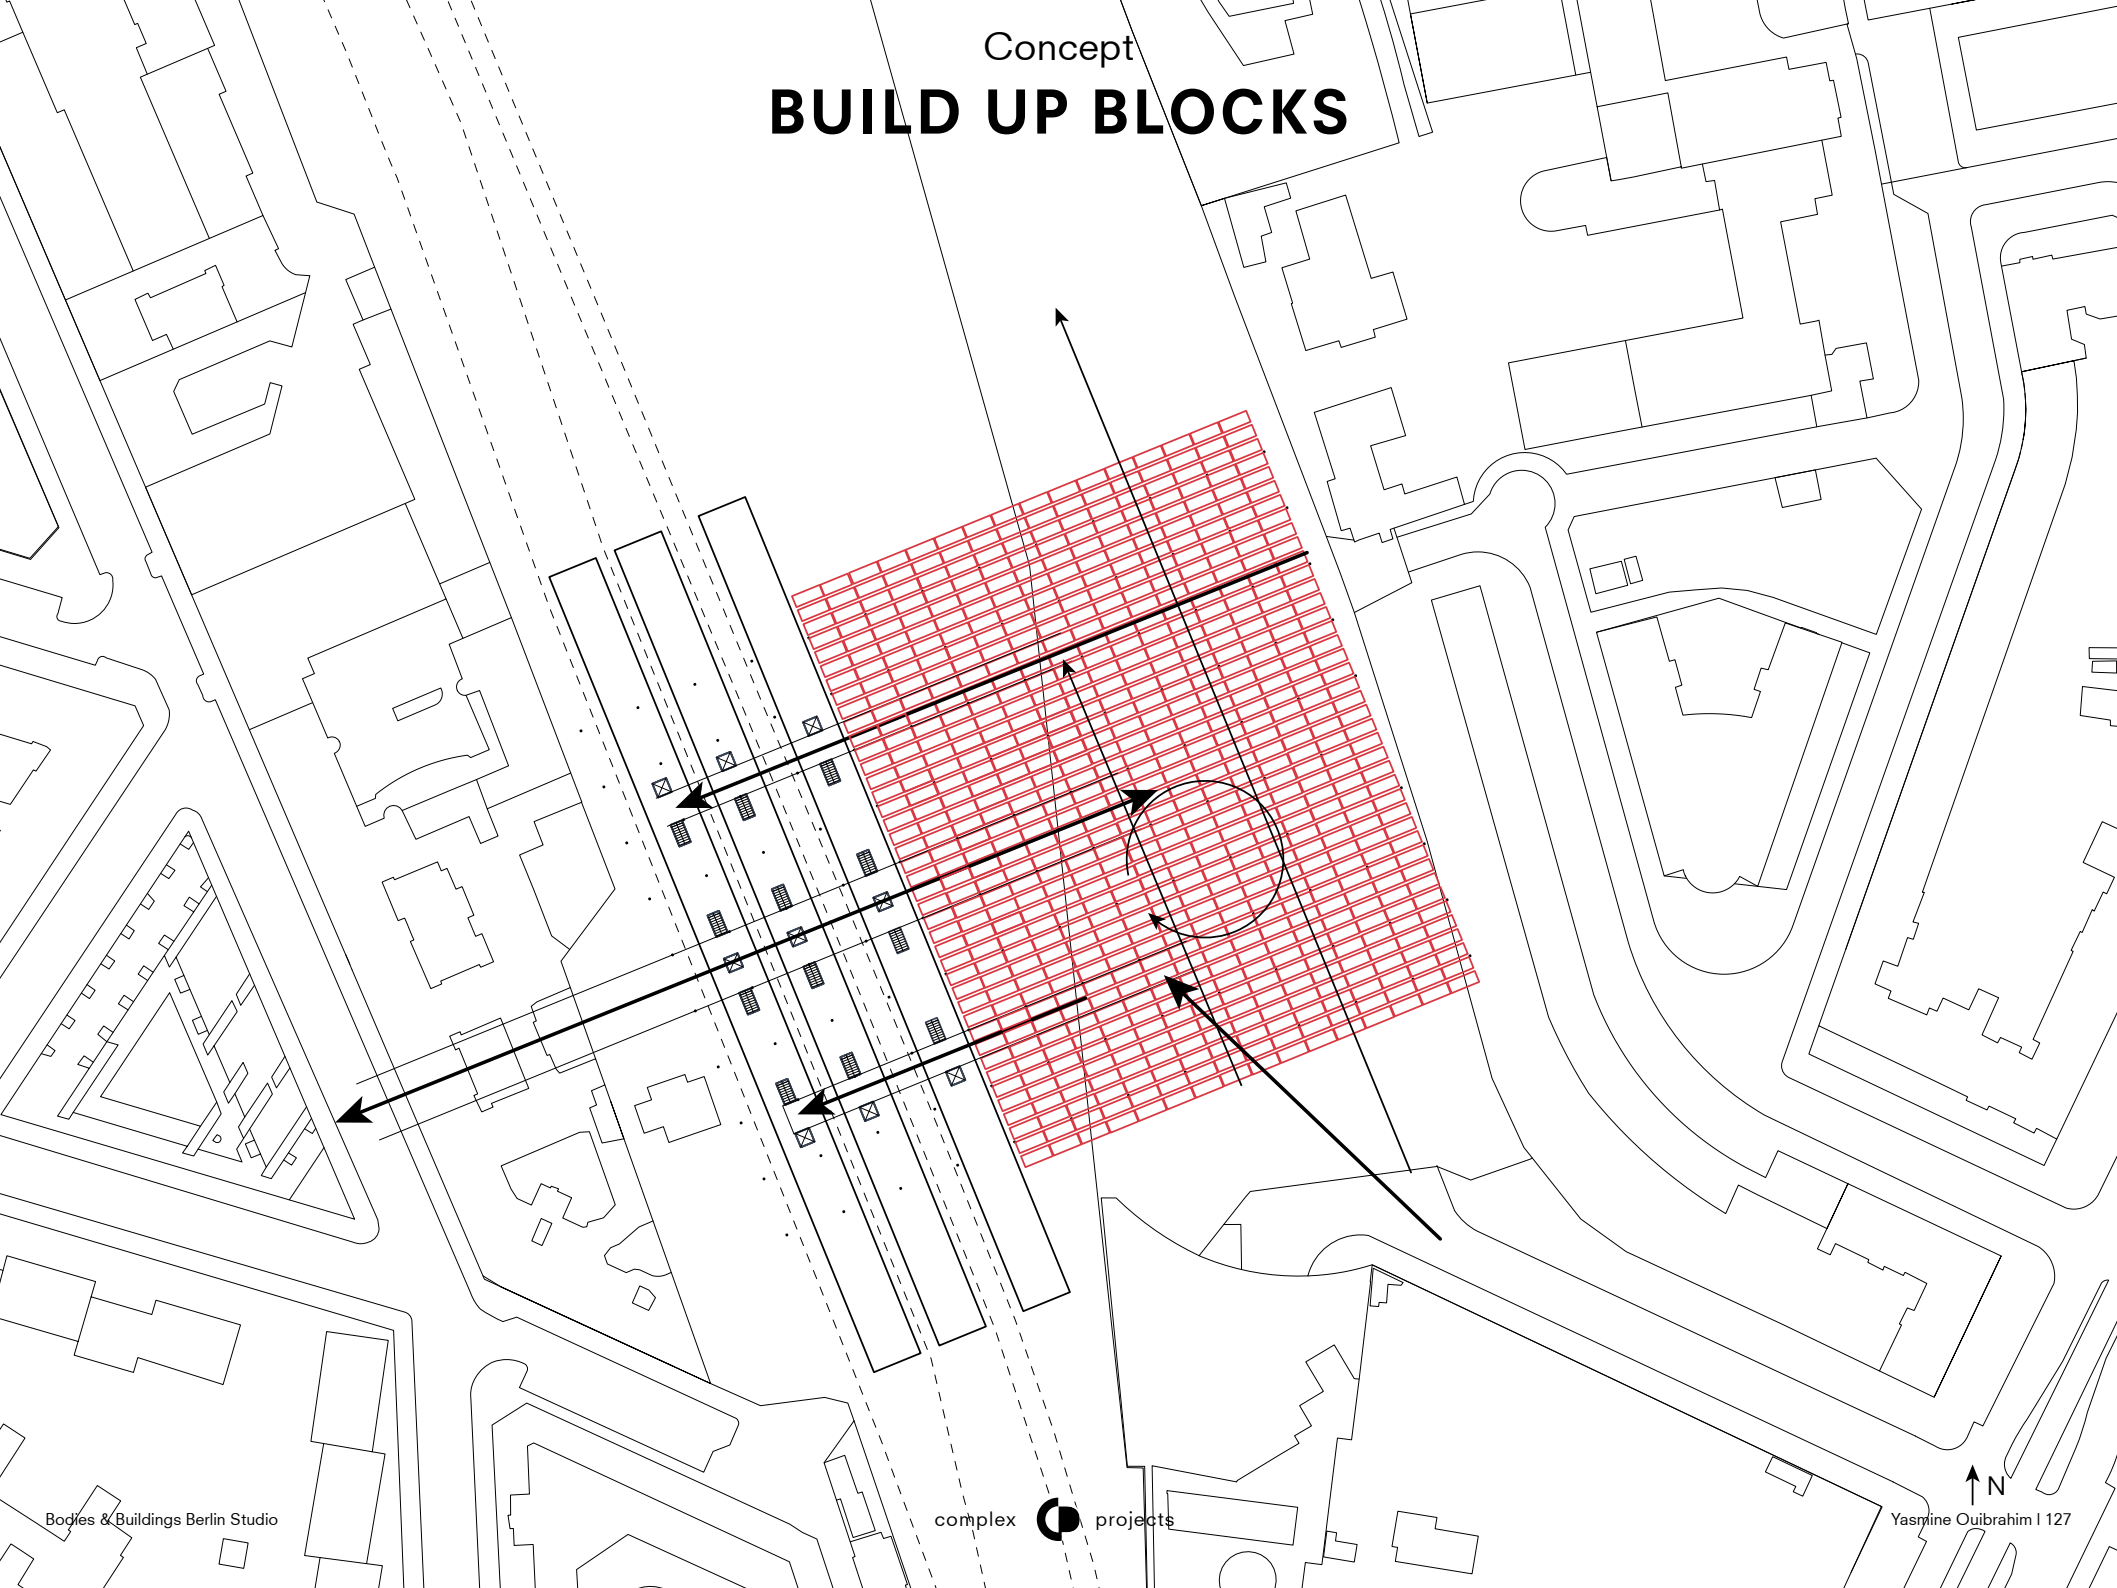 Concept
BUILD UP BLOCKS
N
Bodies & Buildings Berlin Studio
complex projects
Yasmine Ouibrahim | 127